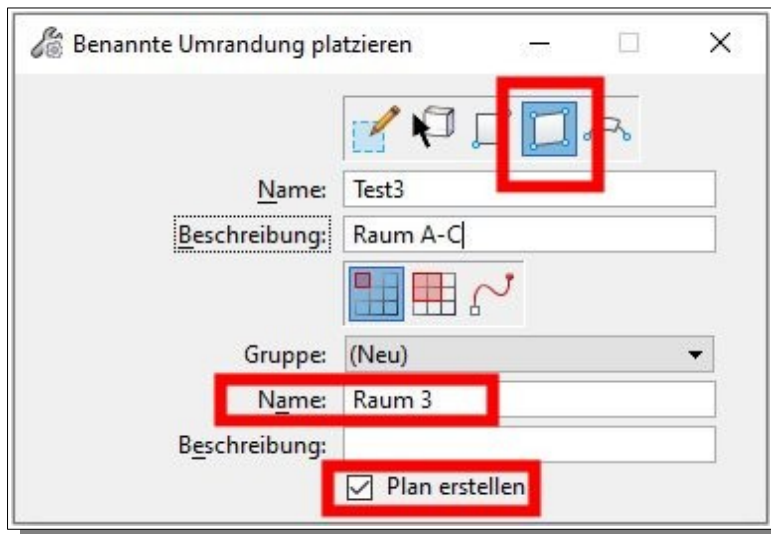 Benannte Umrandung platzieren
Name: Test3
Beschreibung: Raum A-C
Gruppe: (Neu)
Name: Raum 3
Beschreibung:
Plan erstellen